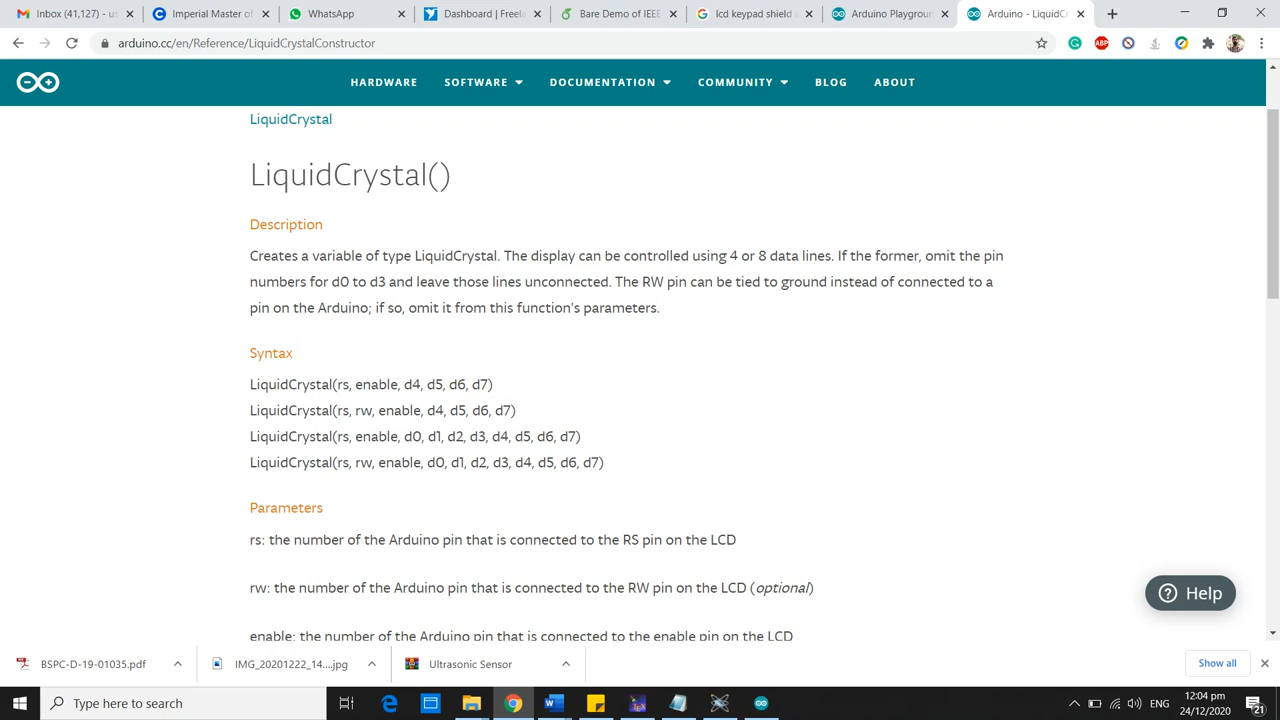 Inbox (41,127) - us
Imperial Master of
WhatsApp
Dashboard | Freel
Bare Demo of IEEE
lcd keypad shield
Arduino Playgroun
Arduino - LiquidCr
arduino.cc/en/Reference/LiquidCrystalConstructor
ABP
HARDWARE
SOFTWARE
DOCUMENTATION
COMMUNITY
BLOG
ABOUT
LiquidCrystal
LiquidCrystal()
Description
Creates a variable of type LiquidCrystal. The display can be controlled using 4 or 8 data lines. If the former, omit the pin
numbers for d0 to d3 and leave those lines unconnected. The RW pin can be tied to ground instead of connected to a
pin on the Arduino; if so, omit it from this function's parameters.
Syntax
LiquidCrystal(rs, enable, d4, d5, d6, d7)
LiquidCrystal(rs, rw, enable, d4, d5, d6, d7)
LiquidCrystal(rs, enable, d0, d1, d2, d3, d4, d5, d6, d7)
LiquidCrystal(rs, rw, enable, d0, d1, d2, d3, d4, d5, d6, d7)
Parameters
rs: the number of the Arduino pin that is connected to the RS pin on the LCD
rw: the number of the Arduino pin that is connected to the RW pin on the LCD (optional)
enable: the number of the Arduino pin that is connected to the enable pin on the LCD
Help
BSPC-D-19-01035.pdf
IMG_20201222_14....jpg
Ultrasonic Sensor
Show all
Type here to search
ENG
12:04 pm
24/12/2020
21